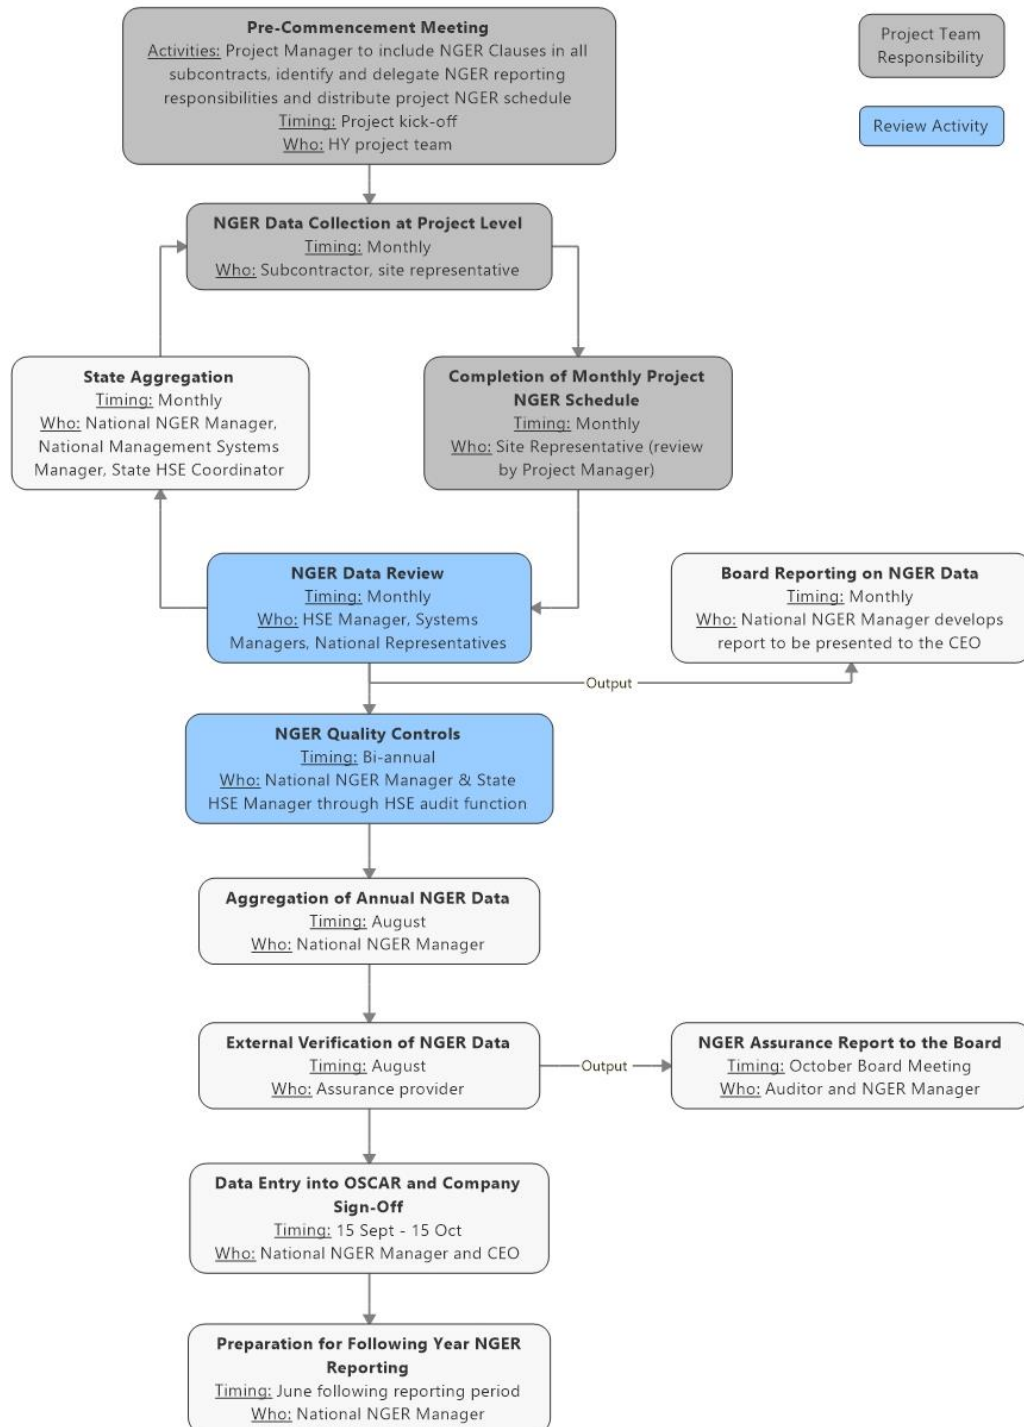 Pre-Commencement Meeting
Activities: Project Manager to include NGER Clauses in all
subcontracts, identify and delegate NGER reporting
responsibilities and distribute project NGER schedule
Timing: Project kick-off
Who: HY project team
Project Team
Responsibility
Review Activity
NGER Data Collection at Project Level
Timing: Monthly
Who: Subcontractor, site representative
State Aggregation
Timing: Monthly
Who: National NGER Manager,
National Management Systems
Manager, State HSE Coordinator
Completion of Monthly Project
NGER Schedule
Timing: Monthly
Who: Site Representative (review
by Project Manager)
NGER Data Review
Timing: Monthly
Who: HSE Manager, Systems
Managers, National Representatives
Board Reporting on NGER Data
Timing: Monthly
Who: National NGER Manager develops
report to be presented to the CEO
Output
NGER Quality Controls
Timing: Bi-annual
Who: National NGER Manager & State
HSE Manager through HSE audit function
Aggregation of Annual NGER Data
Timing: August
Who: National NGER Manager
External Verification of NGER Data
Timing: August
Who: Assurance provider
Output
NGER Assurance Report to the Board
Timing: October Board Meeting
Who: Auditor and NGER Manager
Data Entry into OSCAR and Company
Sign-Off
Timing: 15 Sept - 15 Oct
Who: National NGER Manager and CEO
Preparation for Following Year NGER
Reporting
Timing: June following reporting period
Who: National NGER Manager